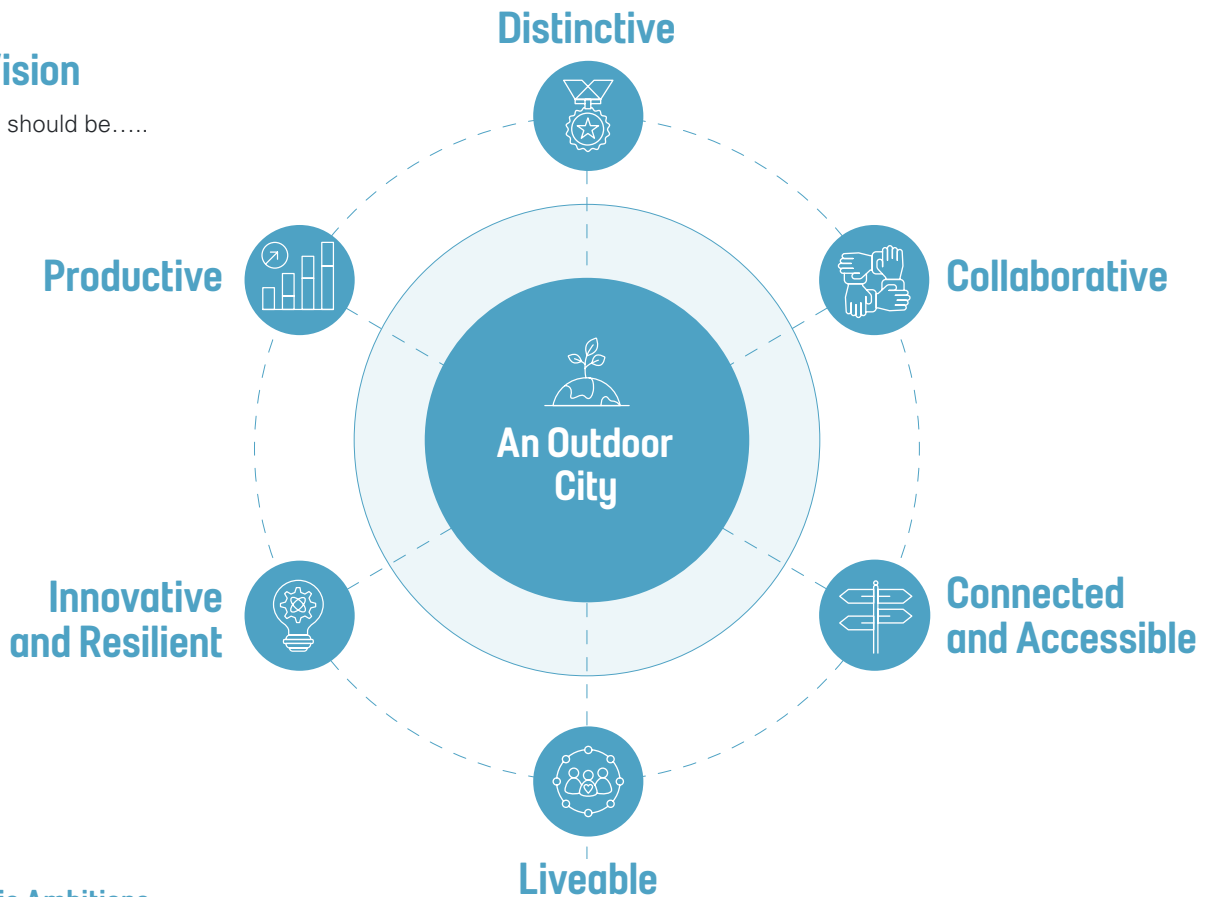 Distinctive
ision
should be…..
Productive
Collaborative
An Outdoor
City
Innovative
and Resilient
Connected
and Accessible
Liveable